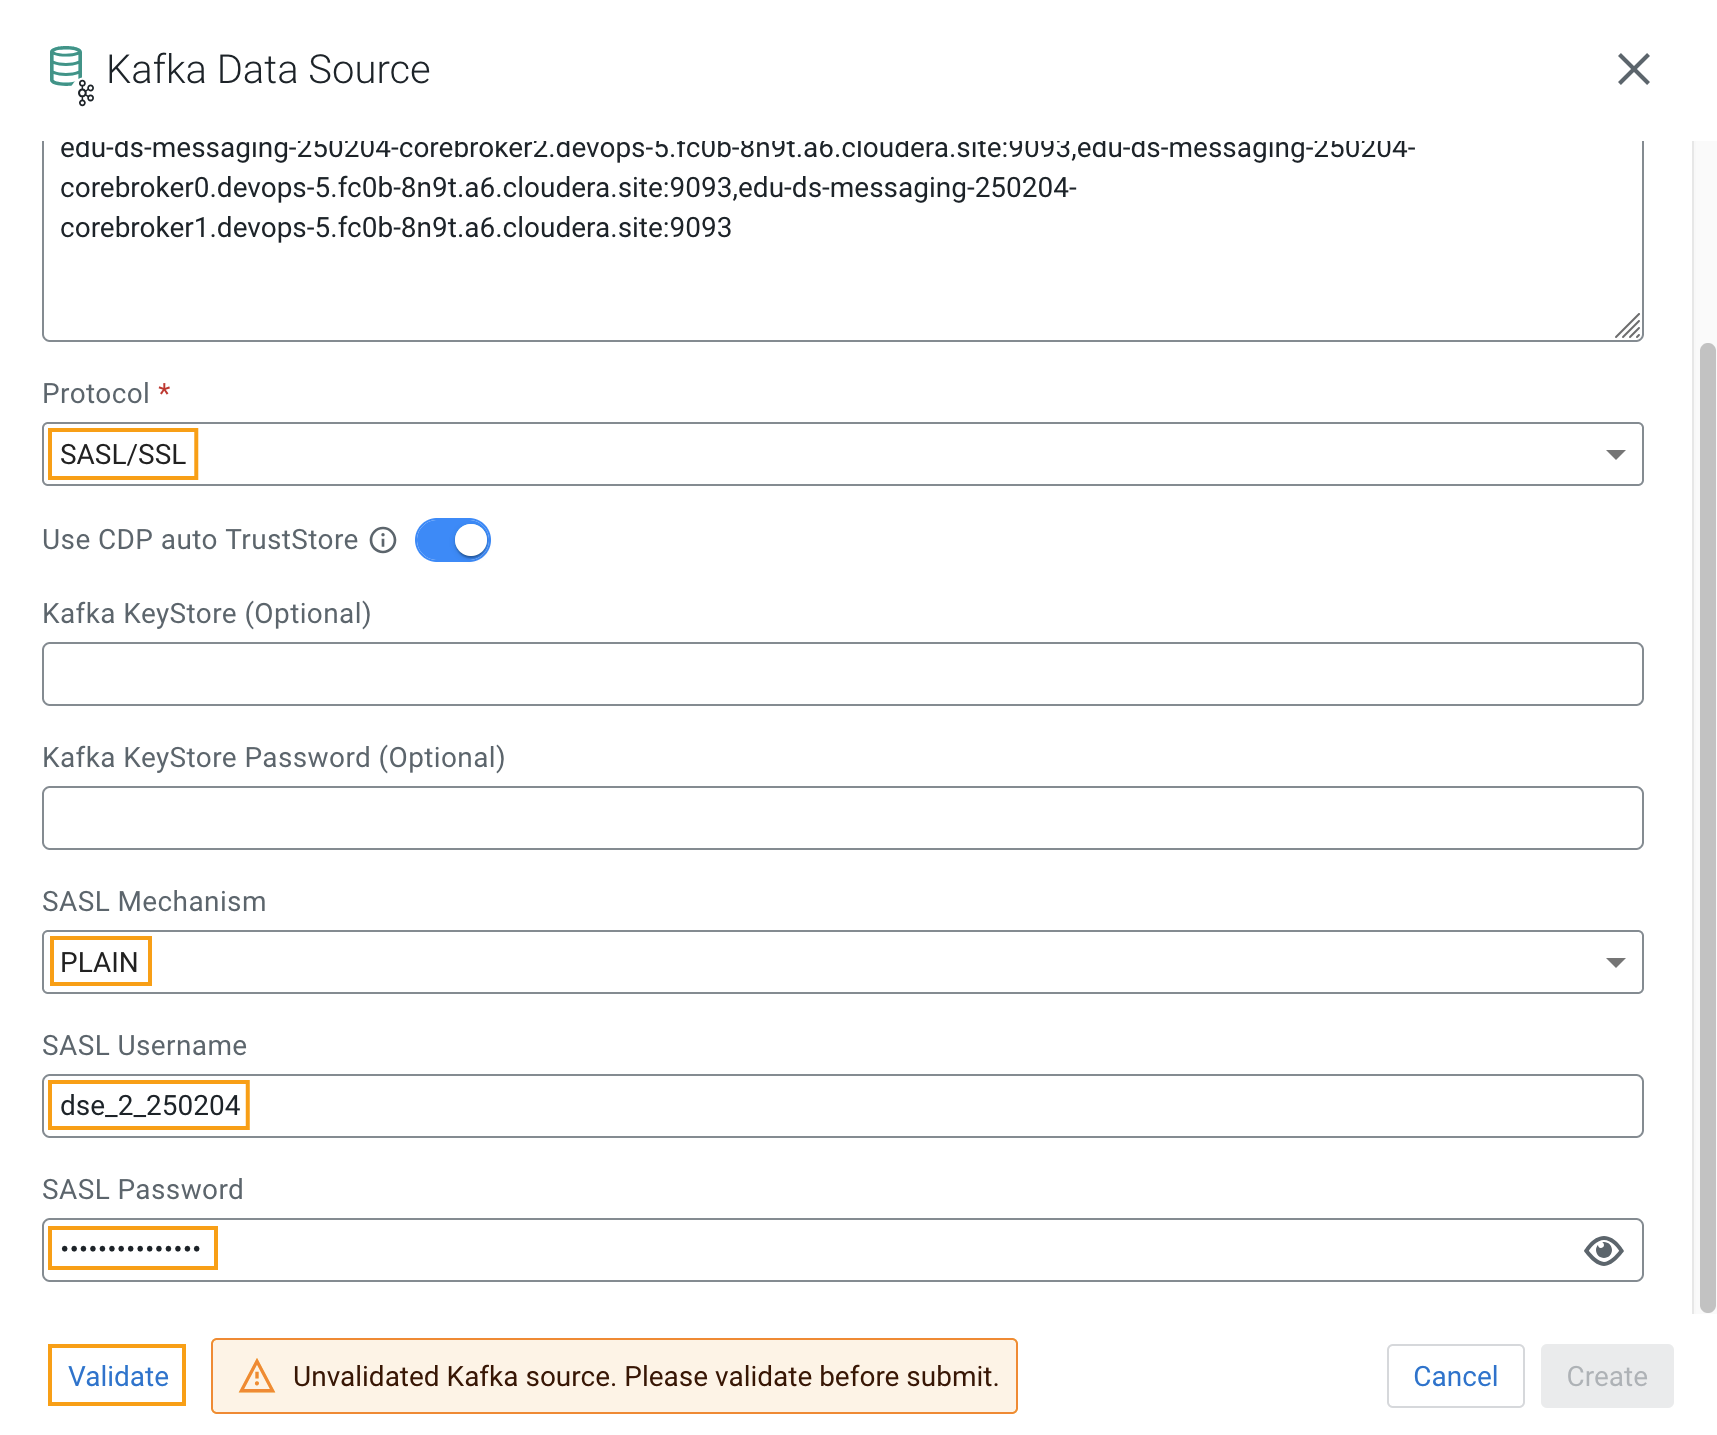 Kafka Data Source
edu-ds-messaging-250204-corebroker2.devops-5.fc0b-8n9t.a6.cloudera.site:9093,edu-ds-messaging-250204-
corebroker0.devops-5.fc0b-8n9t.a6.cloudera.site:9093,edu-ds-messaging-250204-
corebroker1.devops-5.fc0b-8n9t.a6.cloudera.site:9093
Protocol *
SASL/SSL
Use CDP auto TrustStore
Kafka KeyStore (Optional)
Kafka KeyStore Password (Optional)
SASL Mechanism
PLAIN
SASL Username
dse_2_250204
SASL Password
•••••••••••••••
Validate
Unvalidated Kafka source. Please validate before submit.
Cancel
Create